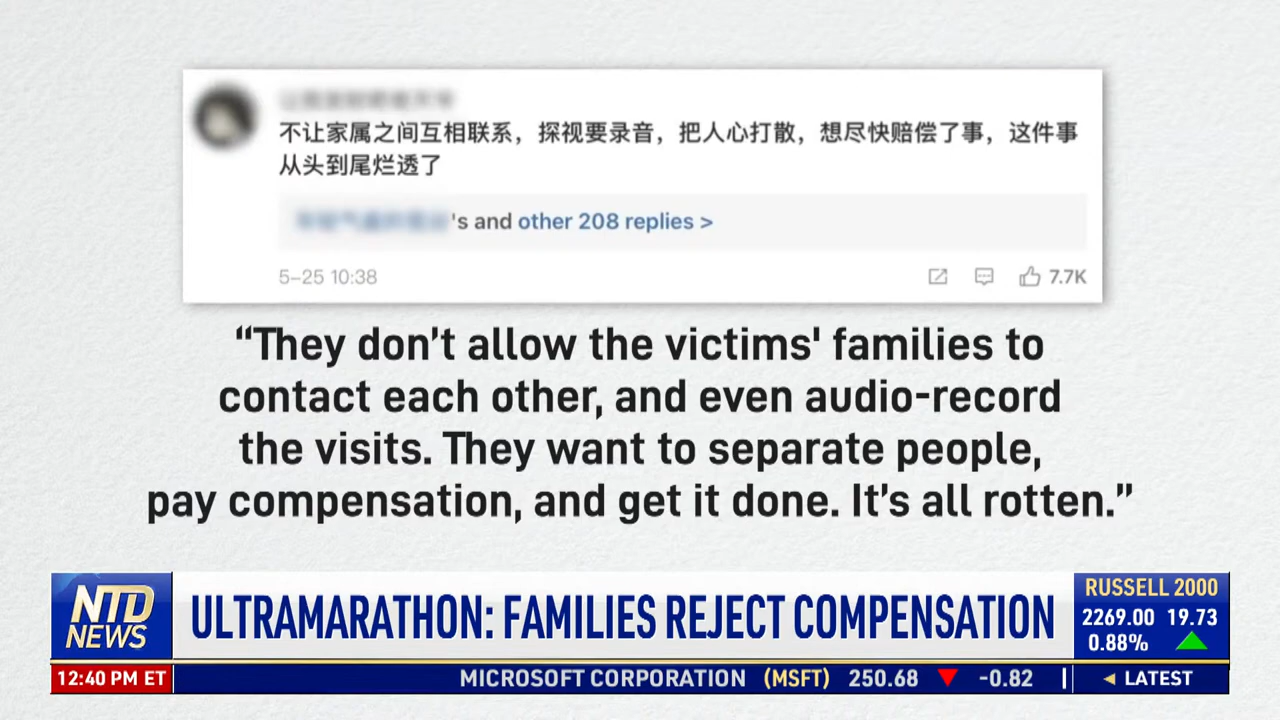 不让家属之间互相联系，探视要录音，把人心打散，想尽快赔偿了事，这件事
从头到尾烂透了
's and other 208 replies >
5-25 10:38
7.7K
“They don’t allow the victims' families to
contact each other, and even audio-record
the visits. They want to separate people,
pay compensation, and get it done. It’s all rotten.”
NTD
NEWS
ULTRAMARATHON: FAMILIES REJECT COMPENSATION
RUSSELL 2000
2269.00 19.73
0.88%
12:40 PM ET
MICROSOFT CORPORATION (MSFT) 250.68 -0.82
LATEST